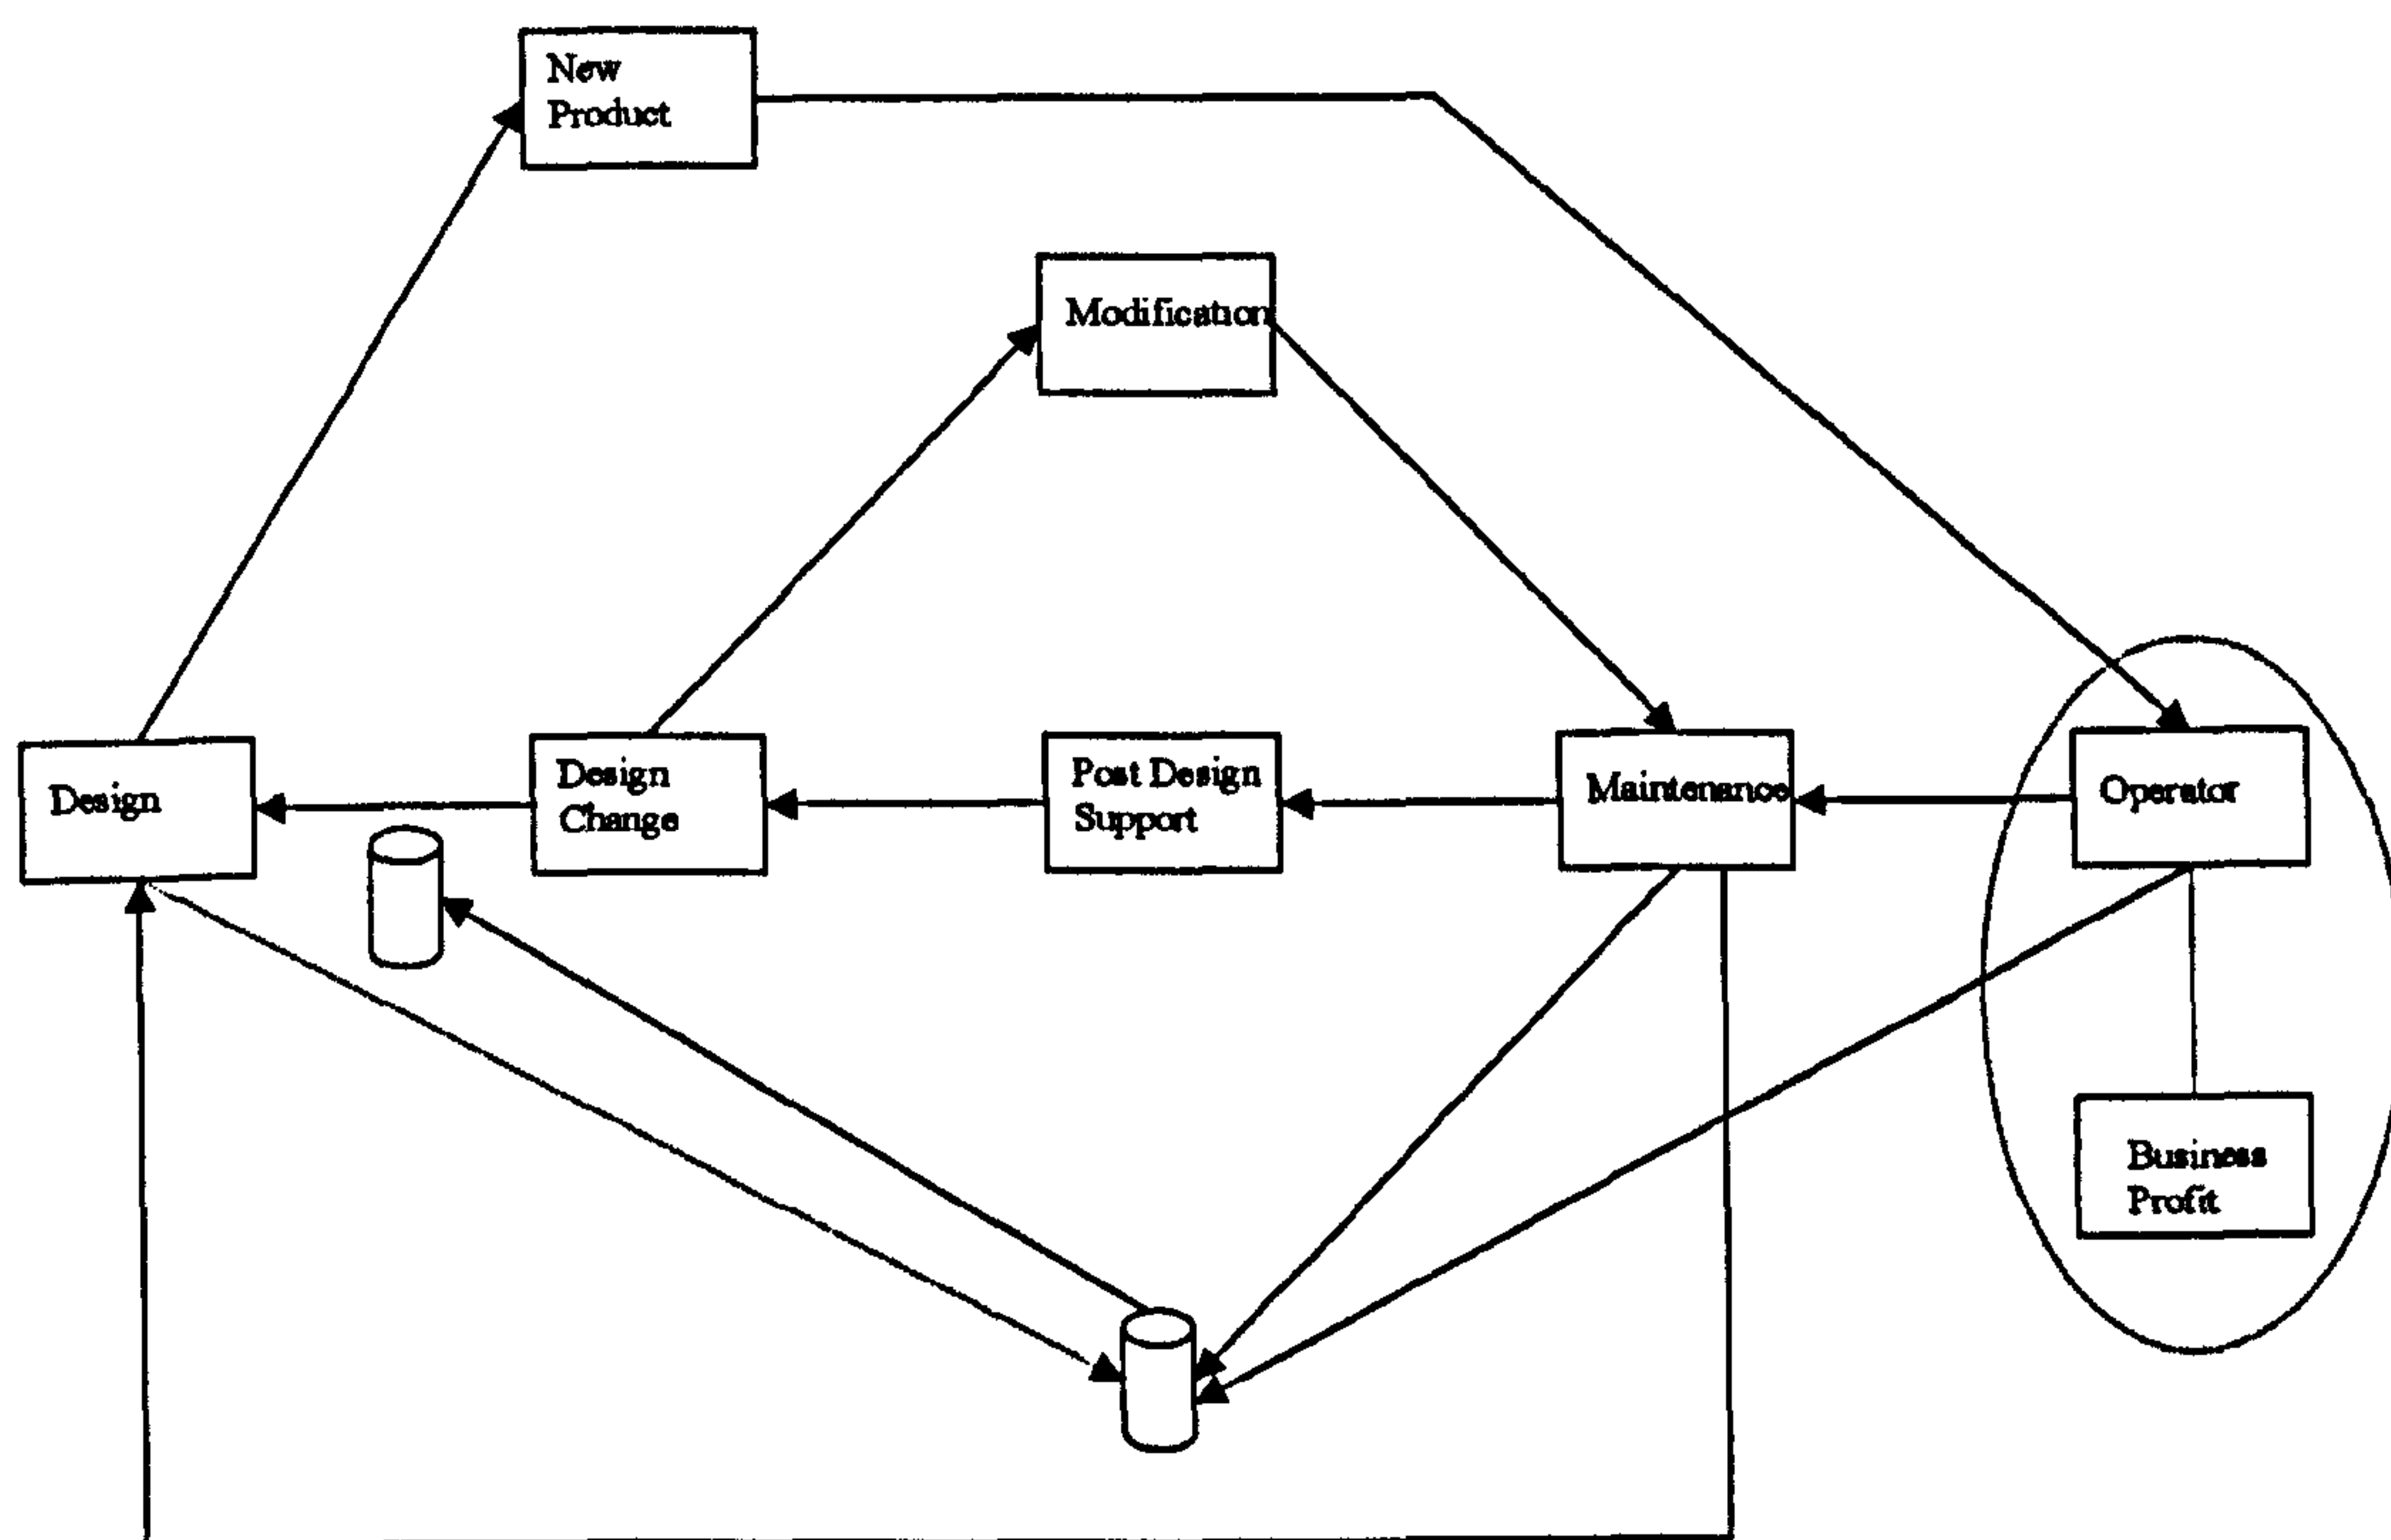 New
Product
Modification
Design
Design
Change
Post Design
Support
Maintenance
Operator
Business
Profit